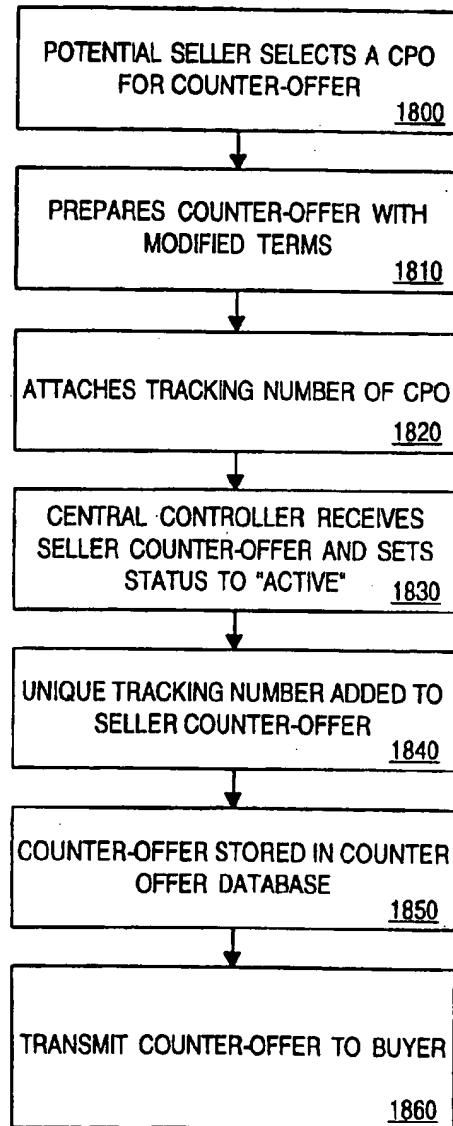 POTENTIAL SELLER SELECTS A CPO
FOR COUNTER-OFFER
1800
PREPARES COUNTER-OFFER WITH
MODIFIED TERMS
1810
ATTACHES TRACKING NUMBER OF CPO
1820
CENTRAL CONTROLLER RECEIVES
SELLER COUNTER-OFFER AND SETS
STATUS TO "ACTIVE"
1830
UNIQUE TRACKING NUMBER ADDED TO
SELLER COUNTER-OFFER
1840
COUNTER-OFFER STORED IN COUNTER
OFFER DATABASE
1850
TRANSMIT COUNTER-OFFER TO BUYER
1860